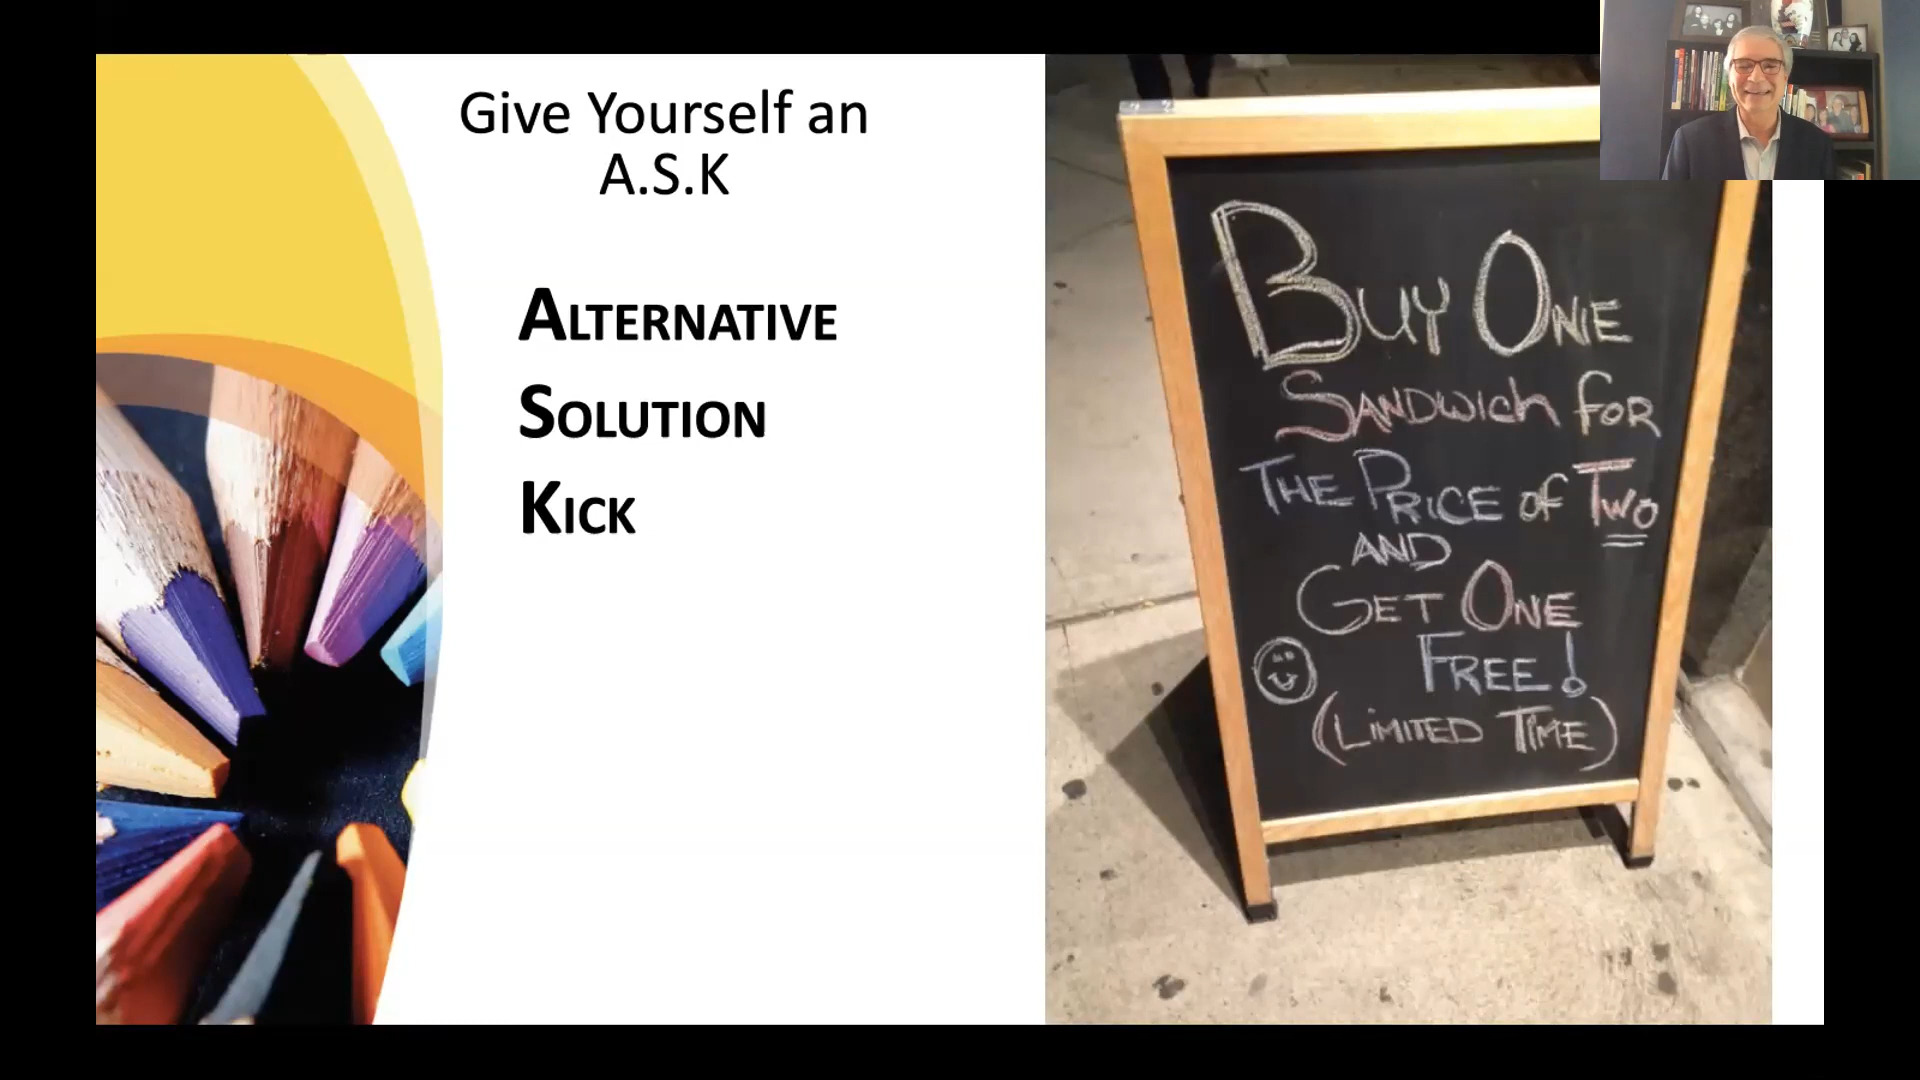 Give Yourself an
A.S.K
ALTERNATIVE
SOLUTION
KICK
BUY ONE
SANDWICH FOR
THE PRICE OF TWO
AND
GET ONE
FREE!
(LIMITED TIME)